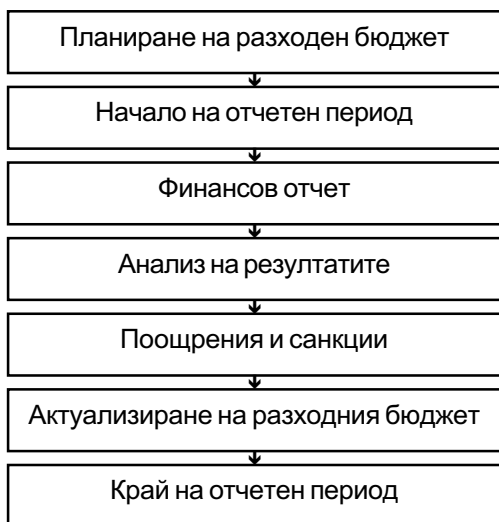 Планиране на разходен бюджет
Начало на отчетен период
Финансов отчет
Анализ на резултатите
Поощрения и санкции
Актуализиране на разходния бюджет
Край на отчетен период